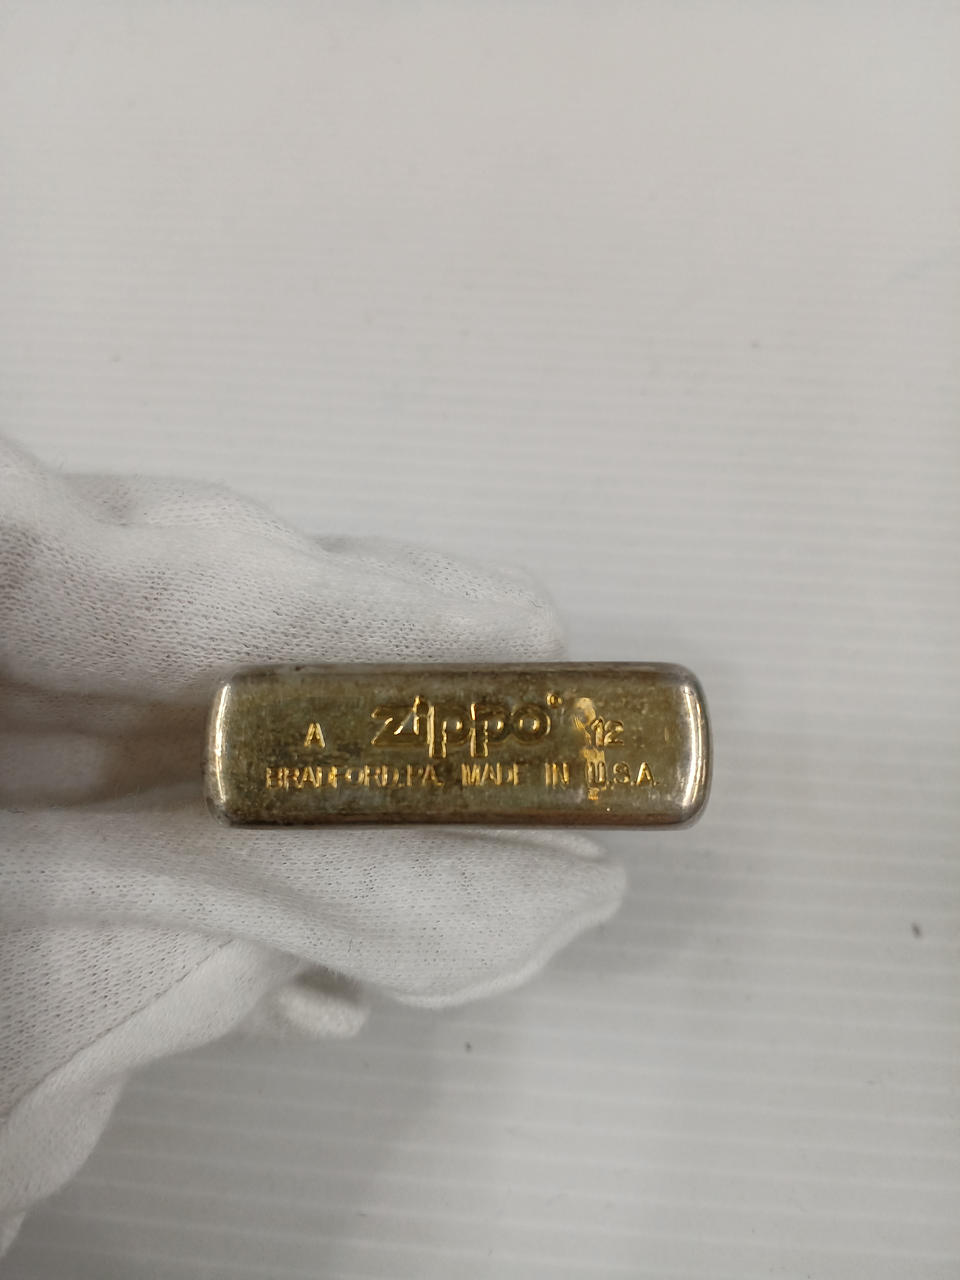 A zippo® '12
BRADFORD.PA. MADE IN U.S.A.